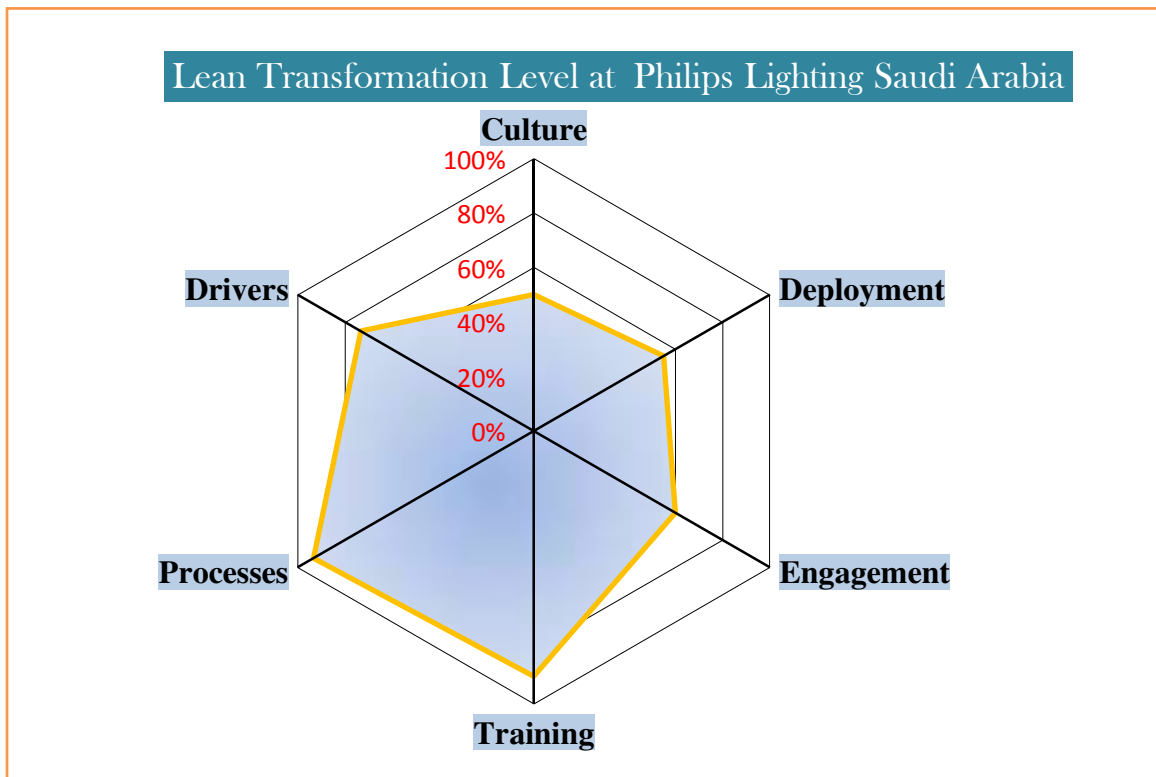 Lean Transformation Level at Philips Lighting Saudi Arabia
Culture
100%
80%
60%
40%
20%
0%
Drivers
Deployment
Processes
Engagement
Training